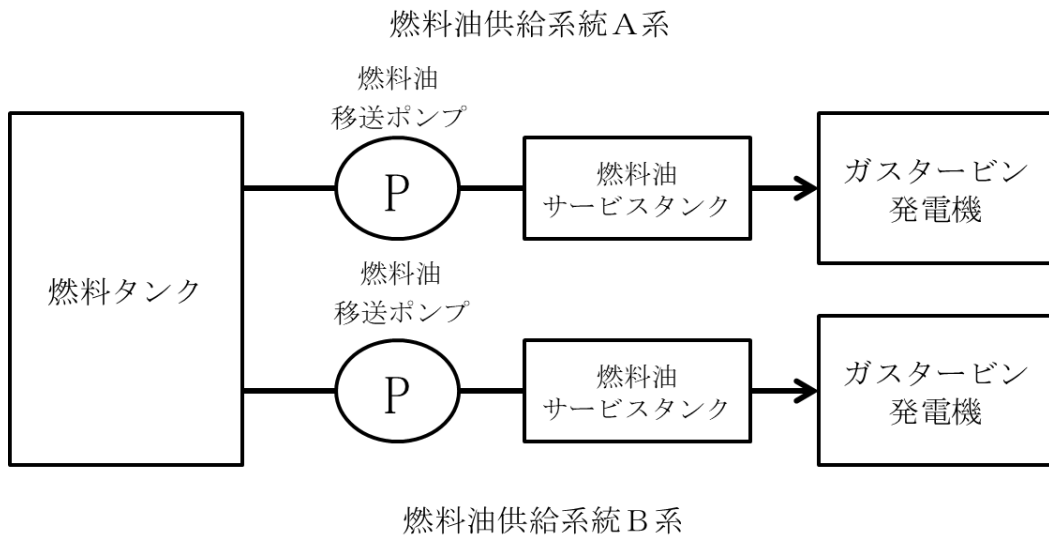 燃料油供給系統Ａ系
燃料油
移送ポンプ
P
燃料油
サービスタンク
ガスタービン
発電機
燃料タンク
燃料油
移送ポンプ
P
燃料油
サービスタンク
ガスタービン
発電機
燃料油供給系統Ｂ系